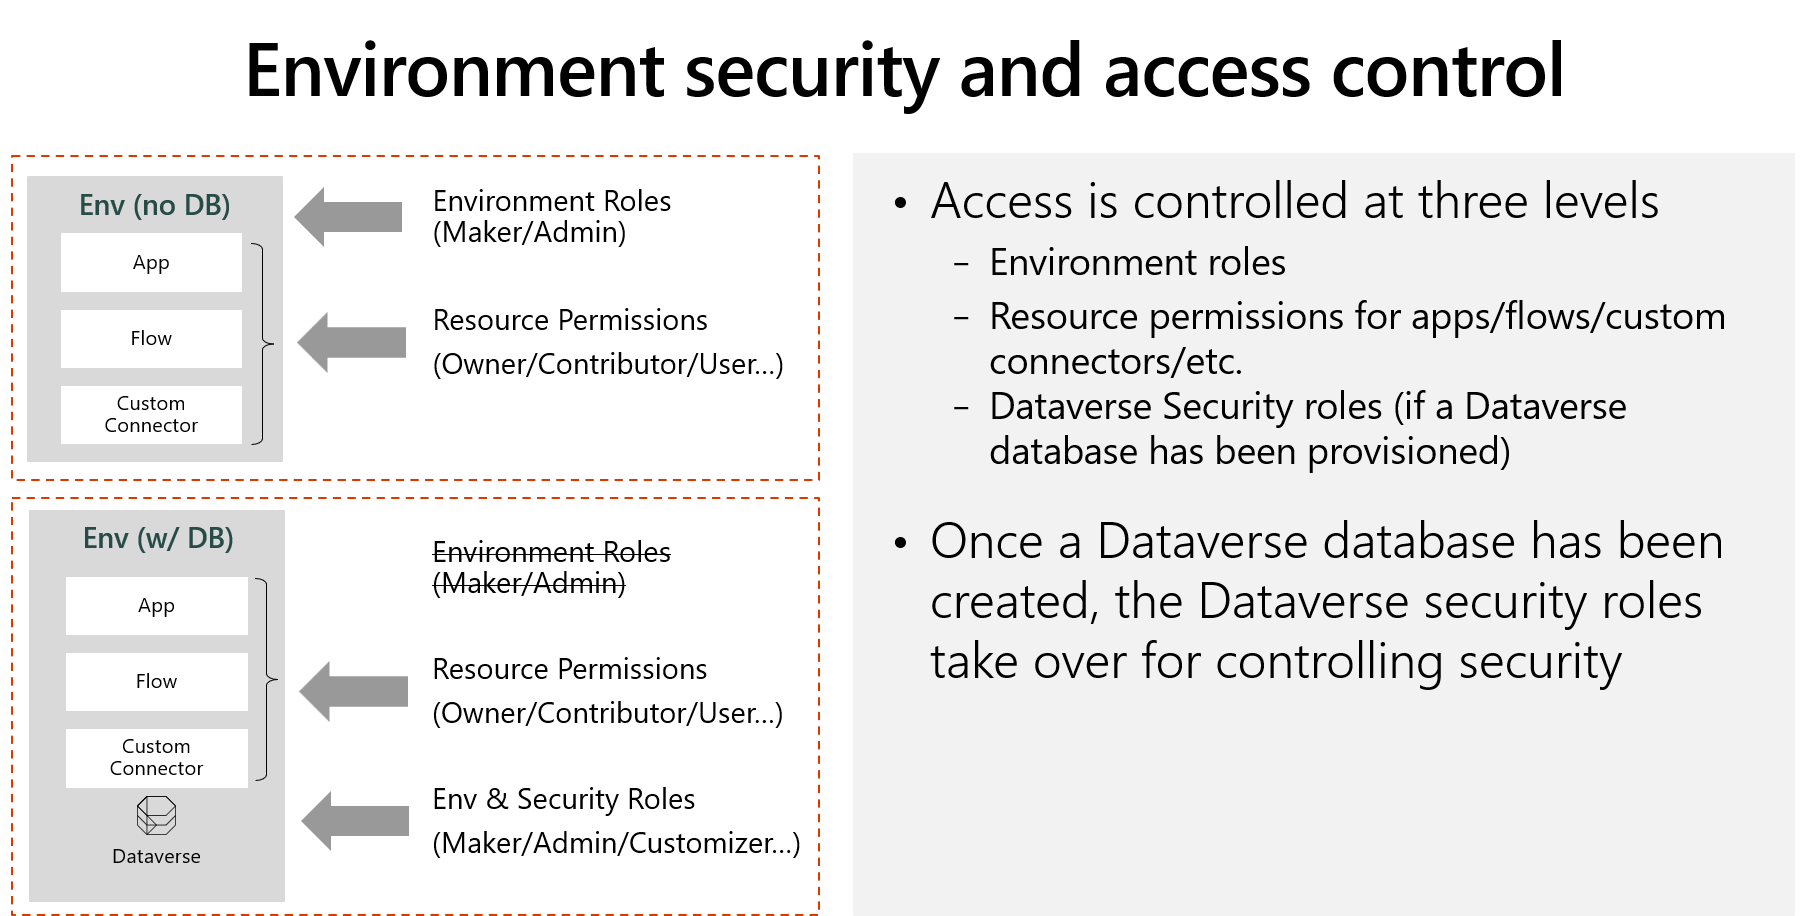 Environment security and access control
Env (no DB)
App
Flow
Custom
Connector
Environment Roles
(Maker/Admin)
Resource Permissions
(Owner/Contributor/User...)
Env (w/ DB)
App
Flow
Custom
Connector
Dataverse
Environment Roles
(Maker/Admin)
Resource Permissions
(Owner/Contributor/User...)
Env & Security Roles
(Maker/Admin/Customizer...)
• Access is controlled at three levels
– Environment roles
– Resource permissions for apps/flows/custom
connectors/etc.
– Dataverse Security roles (if a Dataverse
database has been provisioned)
• Once a Dataverse database has been
created, the Dataverse security roles
take over for controlling security